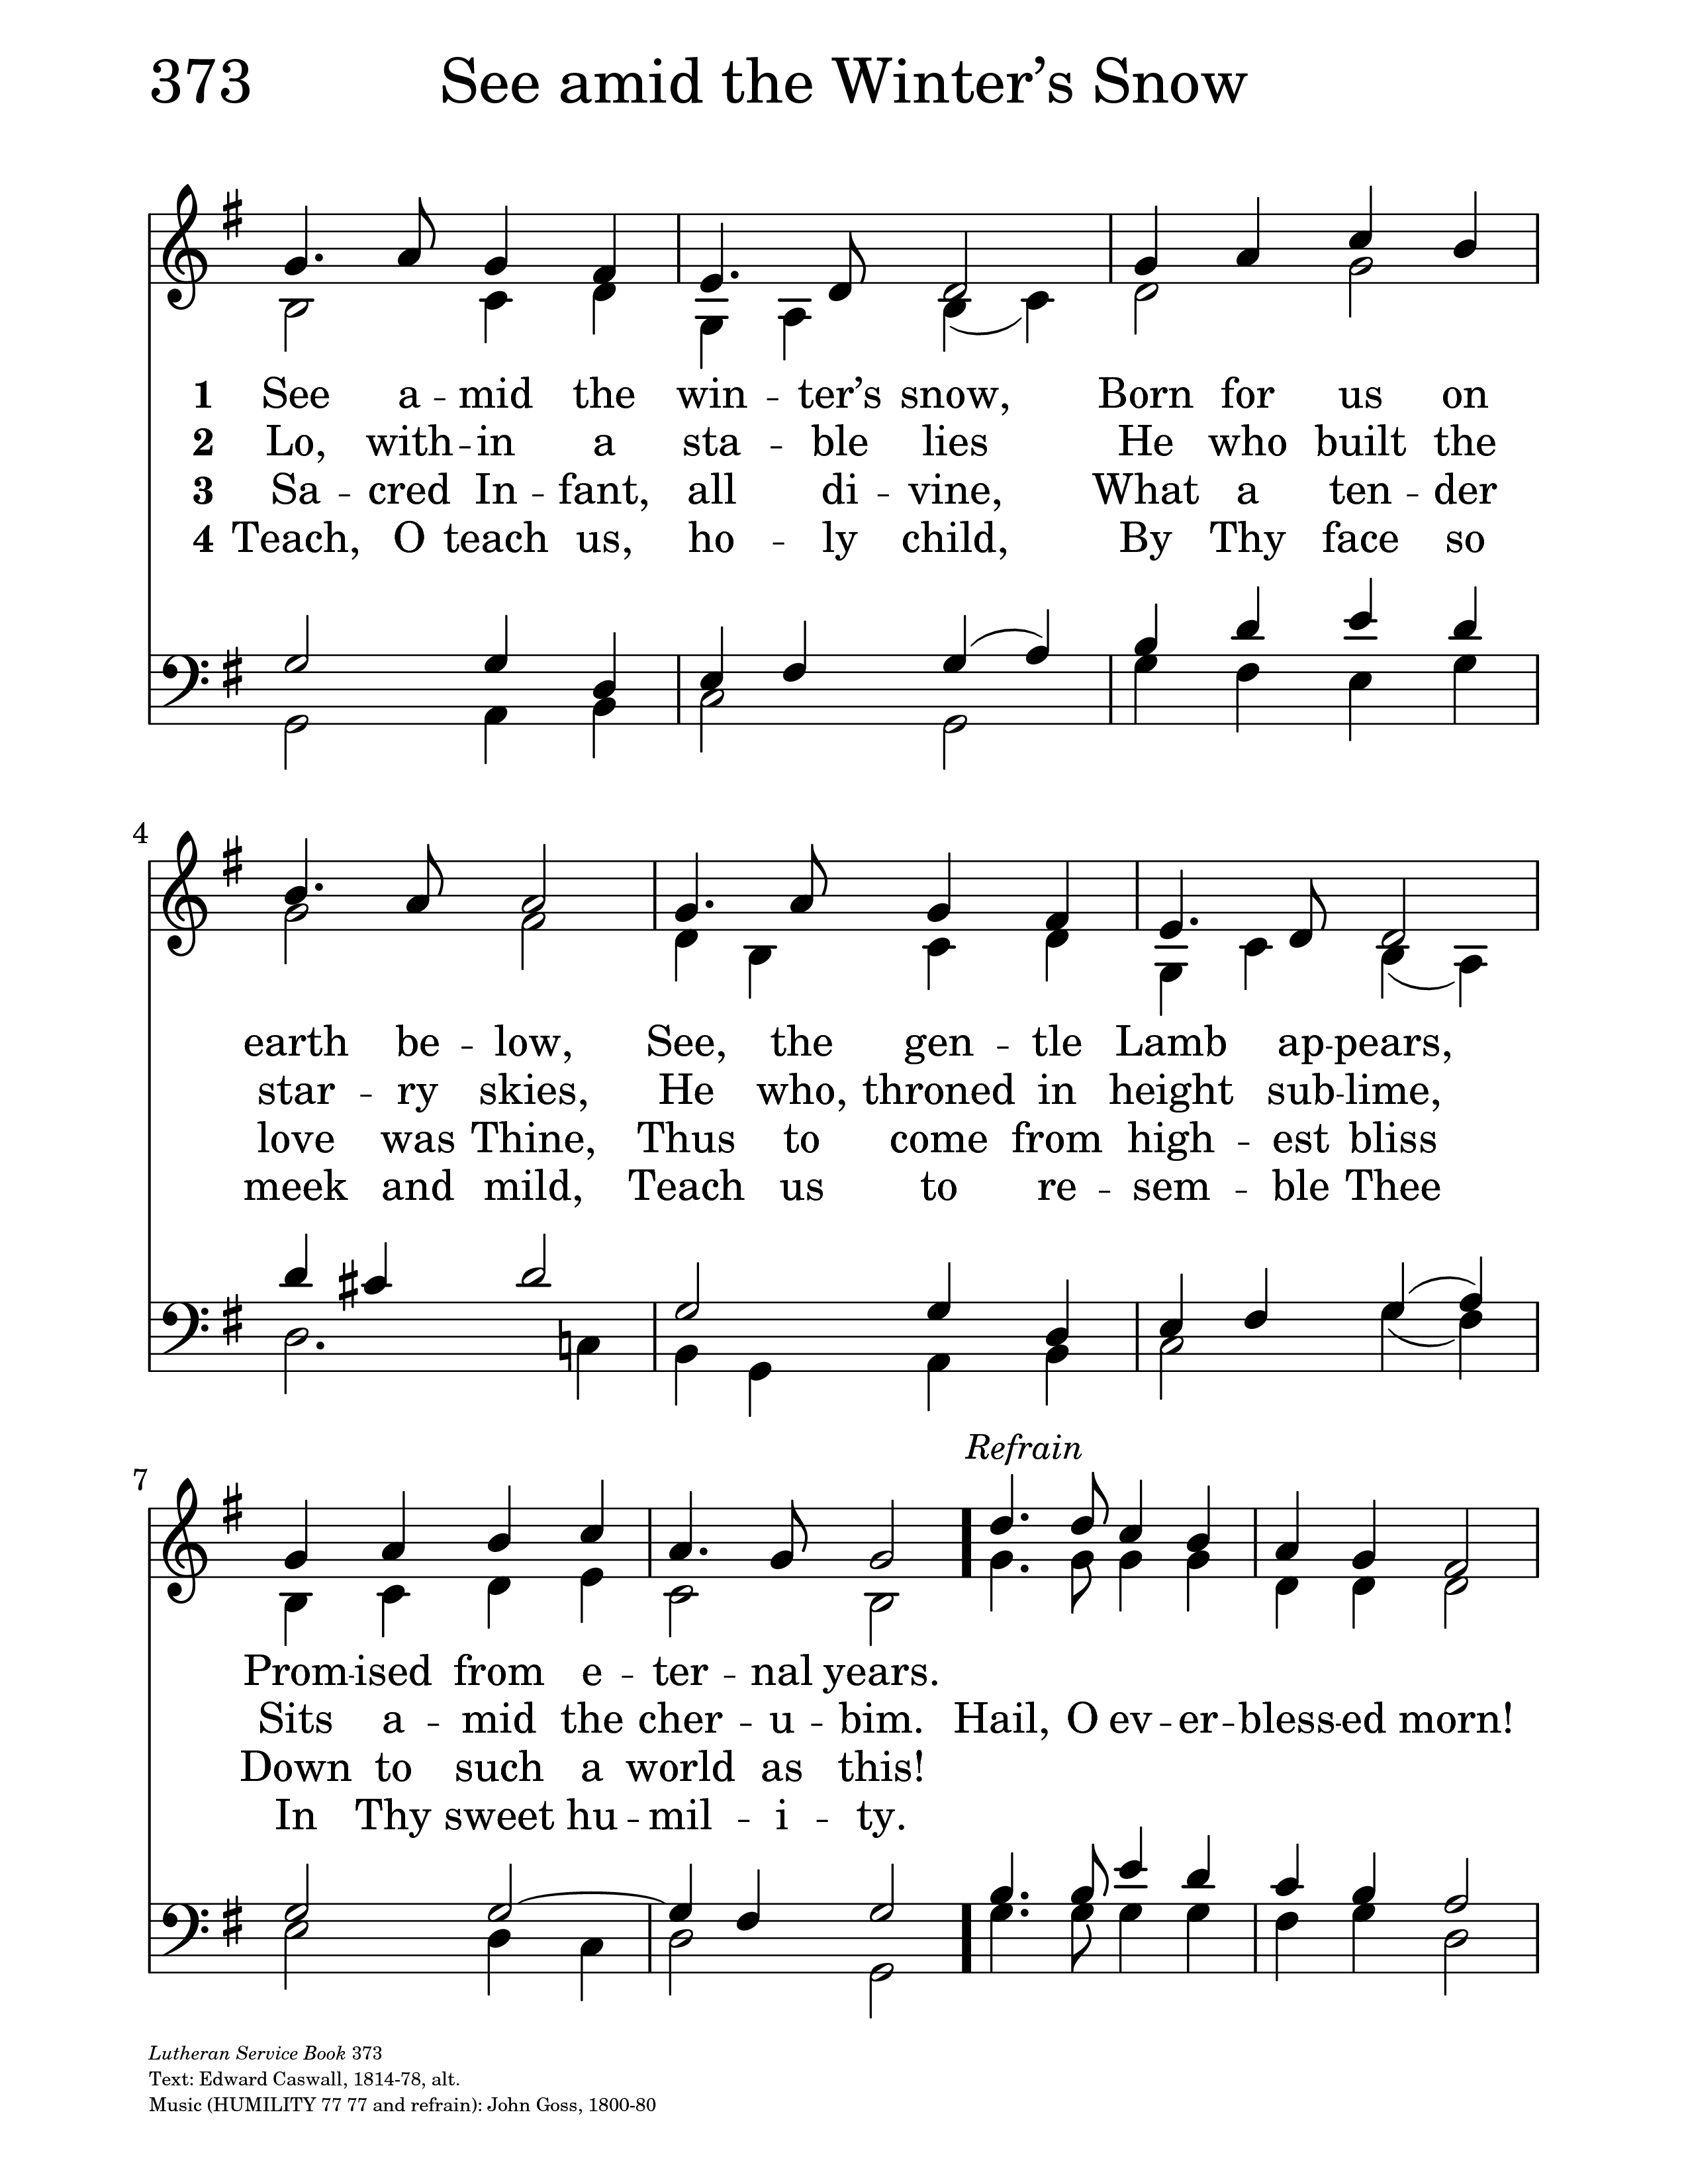 373 See amid the Winter’s Snow
1 See a - mid the win - ter’s snow, Born for us on
2 Lo, with - in a sta - ble lies He who built the
3 Sa - cred In - fant, all di - vine, What a ten - der
4 Teach, O teach us, ho - ly child, By Thy face so
4
earth be - low, See, the gen - tle Lamb ap - pears,
star - ry skies, He who, throned in height sub - lime,
love was Thine, Thus to come from high - est bliss
meek and mild, Teach us to re - sem - ble Thee
Refrain
7
Prom - ised from e - ter - nal years.
Sits a - mid the cher - u - bim. Hail, O ev - er - bless - ed morn!
Down to such a world as this!
In Thy sweet hu - mil - i - ty.
Lutheran Service Book 373
Text: Edward Caswall, 1814-78, alt.
Music (HUMILITY 77 77 and refrain): John Goss, 1800-80